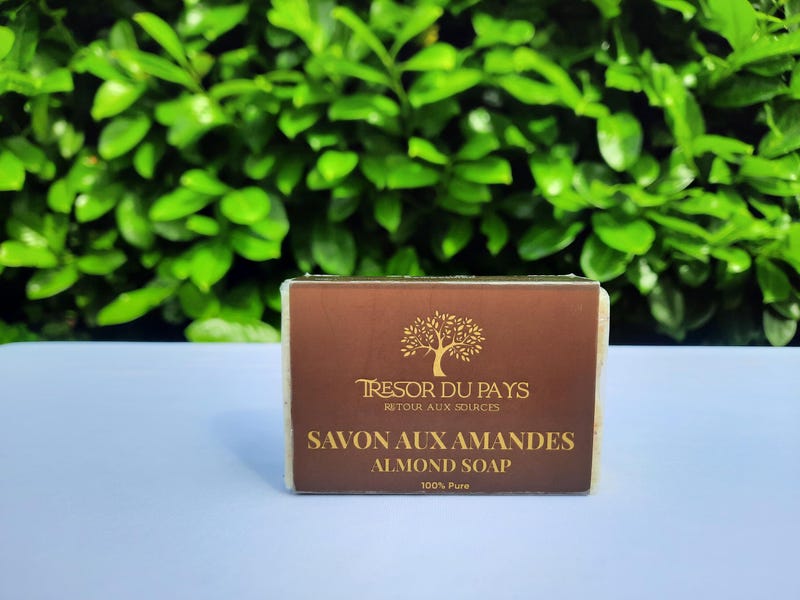 TRESOR DU PAYS
RETOUR AUX SOURCES
SAVON AUX AMANDES
ALMOND SOAP
100% Pure